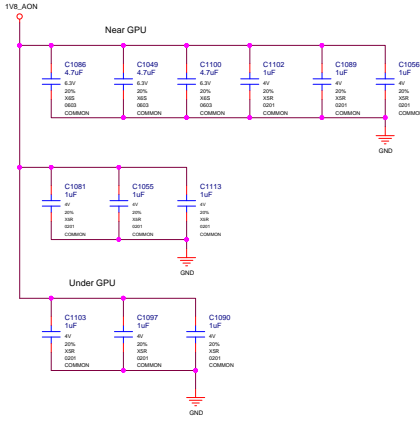 1V8_AON
Near GPU
C1086 C1049 C1100 C1102 C1089 C1056
4.7uF 4.7uF 4.7uF 1uF 1uF 1uF
6.3V 6.3V 6.3V 4V 4V 4V
20% 20% 20% 20% 20% 20%
X6S X6S X6S X5R X5R X5R
0603 0603 0603 0201 0201 0201
COMMON COMMON COMMON COMMON COMMON COMMON
GND
C1081 C1055 C1113
1uF 1uF 1uF
4V 4V 4V
20% 20% 20%
X5R X5R X5R
0201 0201 0201
COMMON COMMON COMMON
GND
Under GPU
C1103 C1097 C1090
1uF 1uF 1uF
4V 4V 4V
20% 20% 20%
X5R X5R X5R
0201 0201 0201
COMMON COMMON COMMON
GND